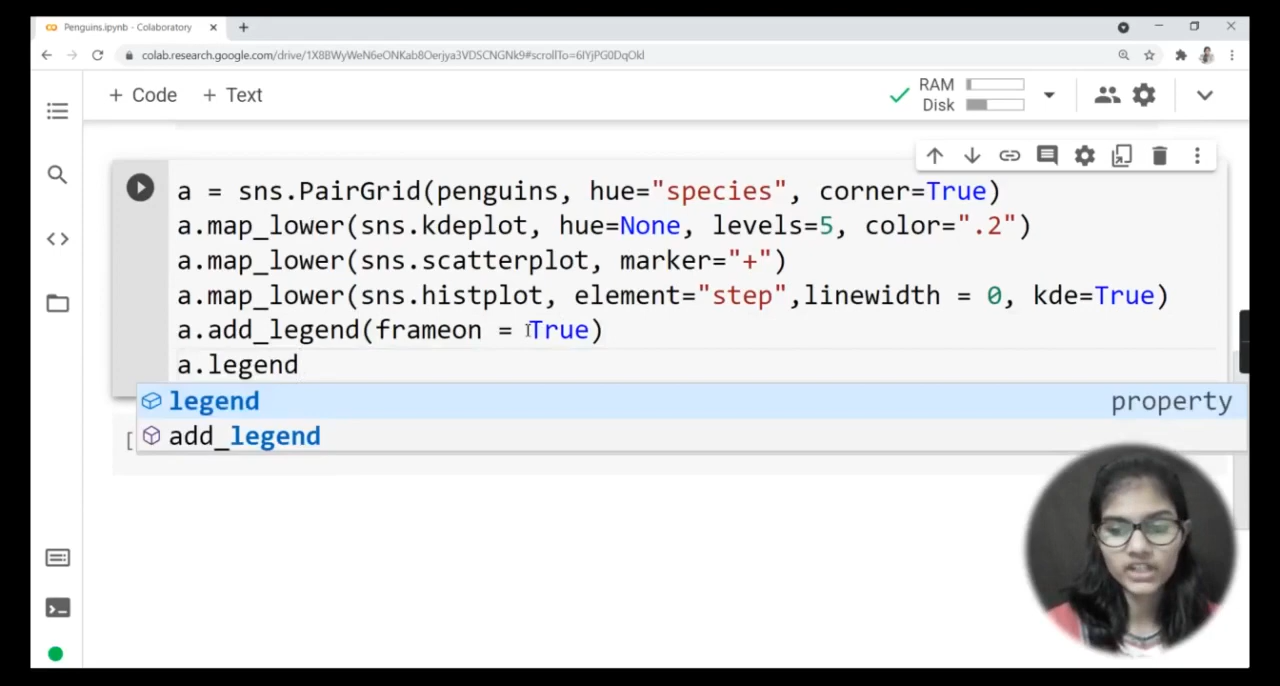 Penguins.ipynb - Colaboratory
colab.research.google.com/drive/1X8BWyWeN6eONKab8Oerjya3VDSCNGNk9#scrollTo=6IYjPG0DqOkl
+ Code + Text
RAM
Disk
a = sns.PairGrid(penguins, hue="species", corner=True)
a.map_lower(sns.kdeplot, hue=None, levels=5, color=".2")
a.map_lower(sns.scatterplot, marker="+")
a.map_lower(sns.histplot, element="step",linewidth = 0, kde=True)
a.add_legend(frameon = True)
a.legend
legend property
add_legend
[